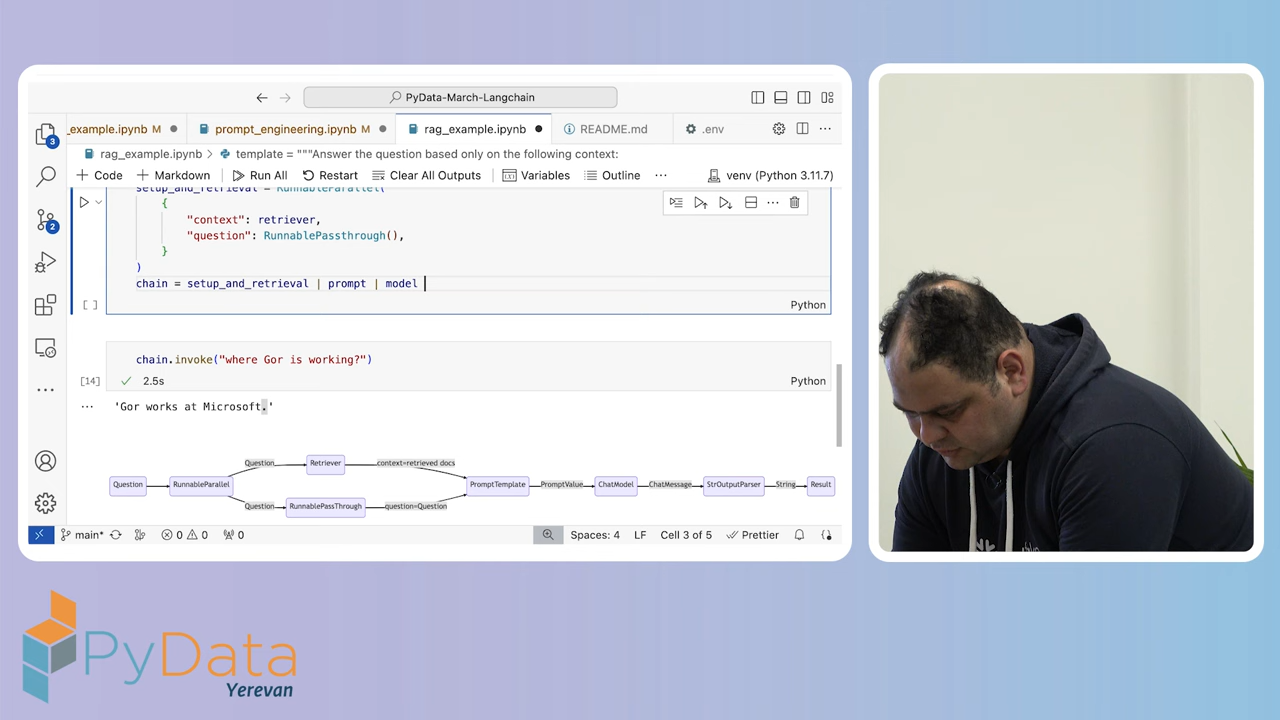 PyData-March-Langchain
_example.ipynb M
prompt_engineering.ipynb M
rag_example.ipynb
README.md
.env
3
rag_example.ipynb > template = """Answer the question based only on the following context:
+ Code + Markdown Run All Restart Clear All Outputs ... Variables Outline ... venv (Python 3.11.7)
setup_and_retrieval = RunnableParallel(
{
"context": retriever,
"question": RunnablePassthrough(),
}
)
2
chain = setup_and_retrieval | prompt | model
[ ]
Python
chain.invoke("where Gor is working?")
[14]
2.5s
Python
'Gor works at Microsoft.'
Question
RunnableParallel
Question
Retriever
context=retrieved docs
Question
RunnablePassThrough
question=Question
PromptTemplate
PromptValue
ChatModel
ChatMessage
StrOutputParser
String
Result
main* 0 0 0 Spaces: 4 LF Cell 3 of 5 Prettier
PyData
Yerevan